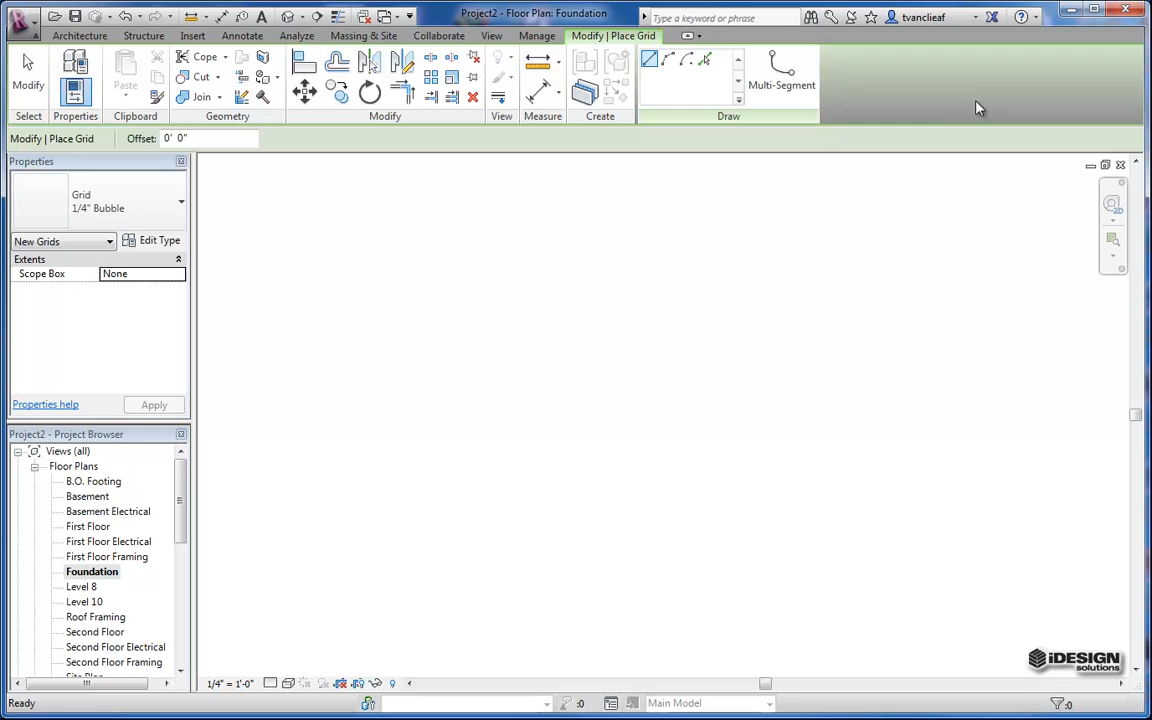 Project2 - Floor Plan: Foundation
Type a keyword or phrase
tvanclieaf
Architecture Structure Insert Annotate Analyze Massing & Site Collaborate View Manage Modify | Place Grid
Modify
Paste
Cope
Cut
Join
Multi-Segment
Select Properties Clipboard Geometry Modify View Measure Create Draw
Modify | Place Grid Offset: 0' 0"
Properties
Grid
1/4" Bubble
New Grids
Edit Type
Extents
Scope Box None
Properties help
Apply
Project2 - Project Browser
Views (all)
Floor Plans
B.O. Footing
Basement
Basement Electrical
First Floor
First Floor Electrical
First Floor Framing
Foundation
Level 8
Level 10
Roof Framing
Second Floor
Second Floor Electrical
Second Floor Framing
1/4" = 1'-0"
Ready
:0
Main Model
:0
iDESIGN
solutions
2D